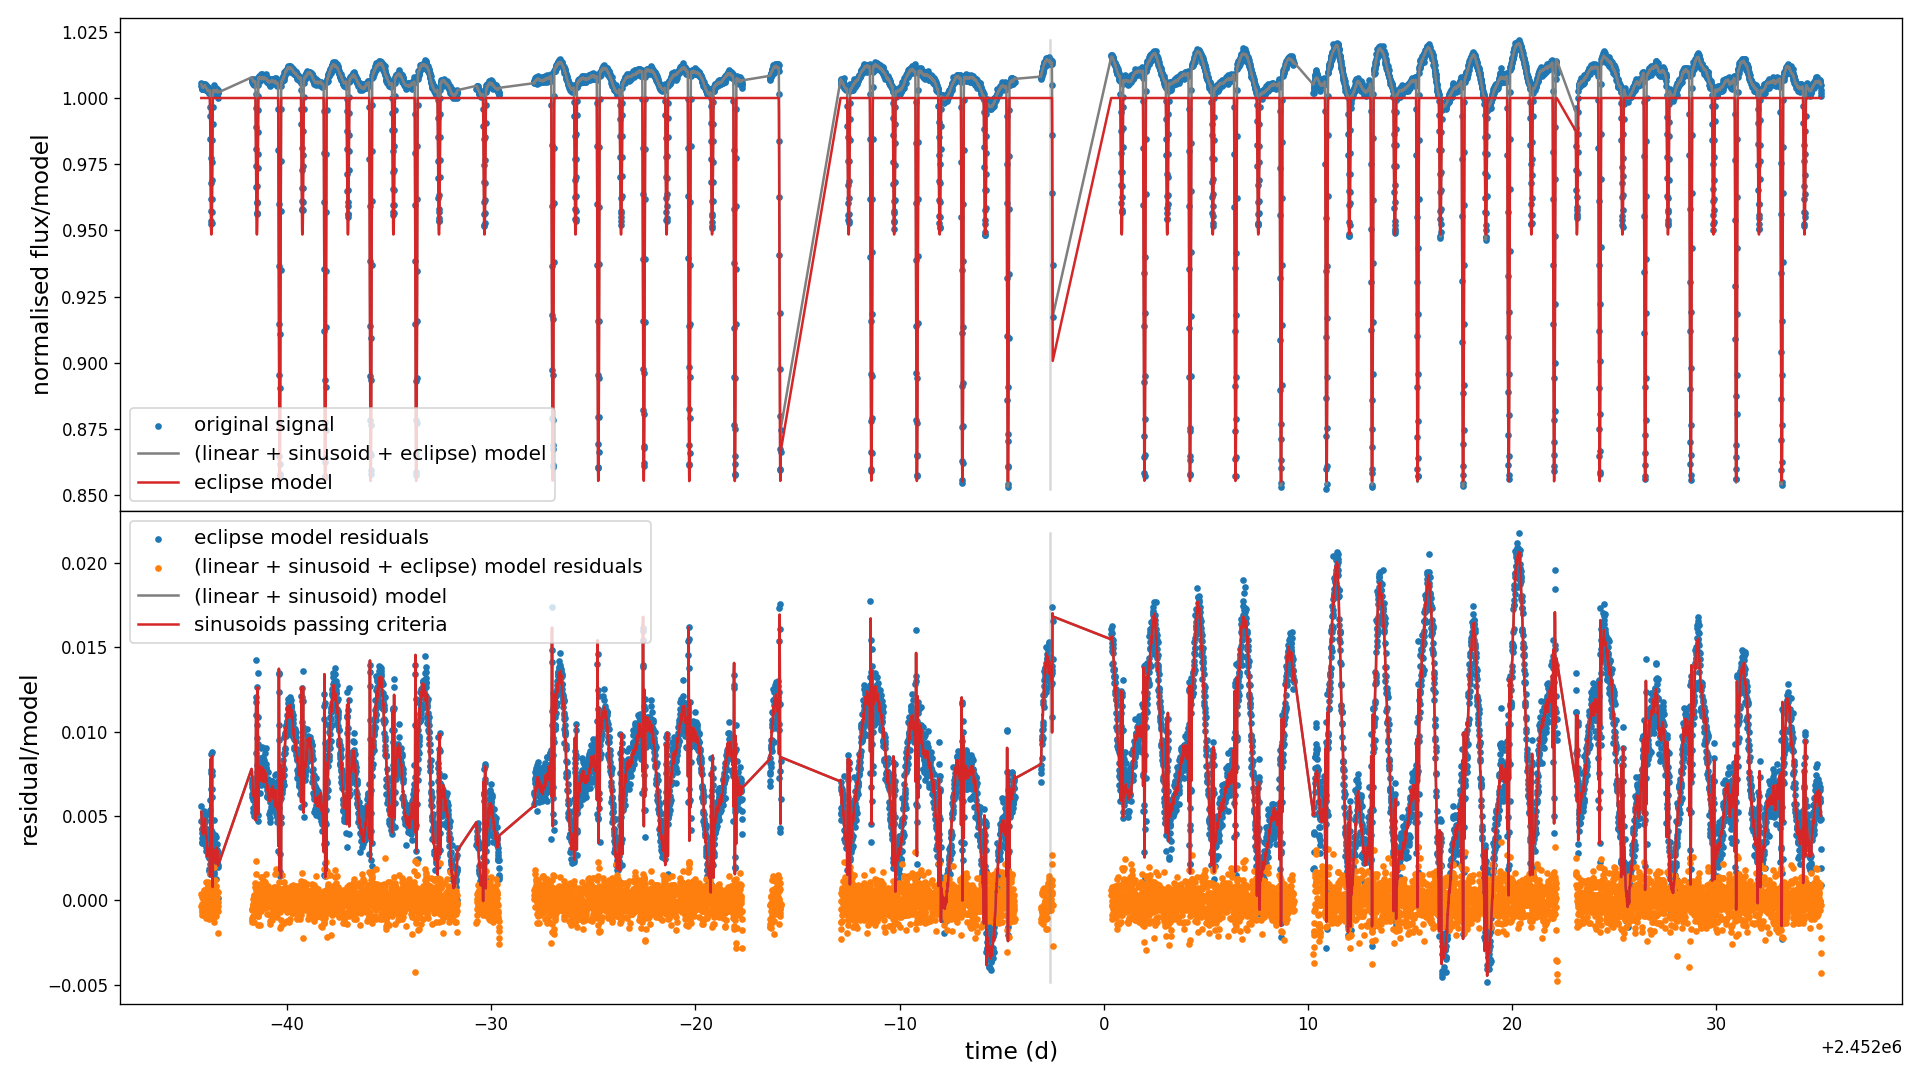 1.025
1.000
0.975
0.950
0.925
0.900
0.875
0.850
normalised flux/model
original signal
(linear + sinusoid + eclipse) model
eclipse model
0.020
0.015
0.010
0.005
0.000
−0.005
residual/model
eclipse model residuals
(linear + sinusoid + eclipse) model residuals
(linear + sinusoid) model
sinusoids passing criteria
−40
−30
−20
−10
0
10
20
30
+2.452e6
time (d)